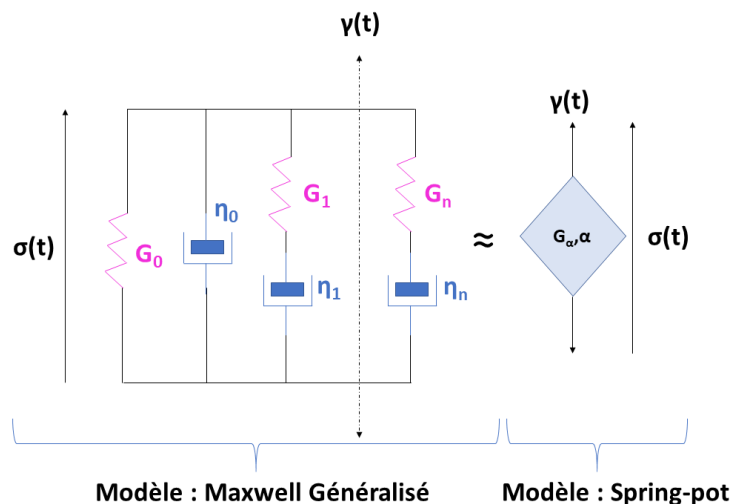 γ(t)
γ(t)
σ(t)
G₀
η₀
G₁
η₁
Gₙ
ηₙ
≈
Gα,α
σ(t)
Modèle : Maxwell Généralisé
Modèle : Spring-pot